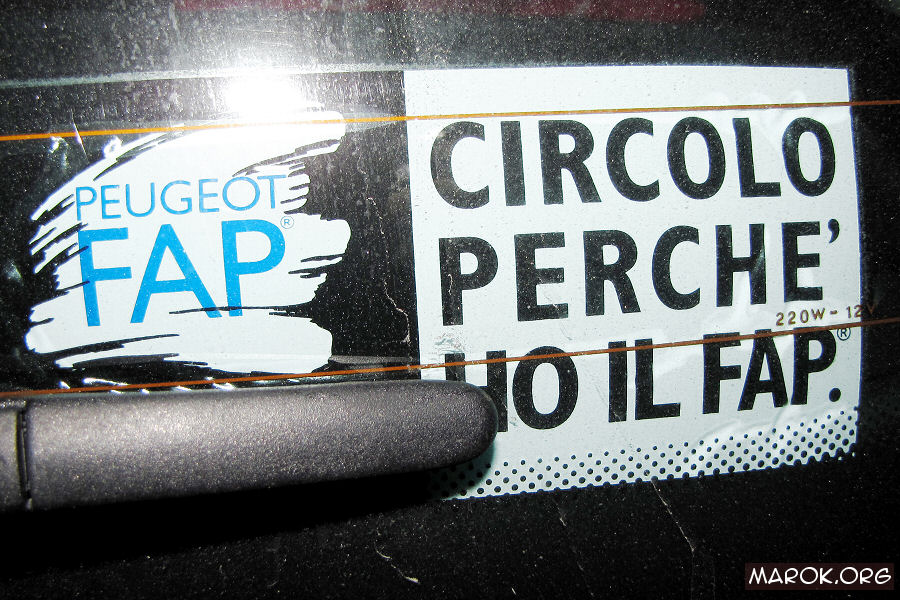 PEUGEOT
FAP®
CIRCOLO
PERCHE'
HO IL FAP.®
220W-12V
MAROK.ORG